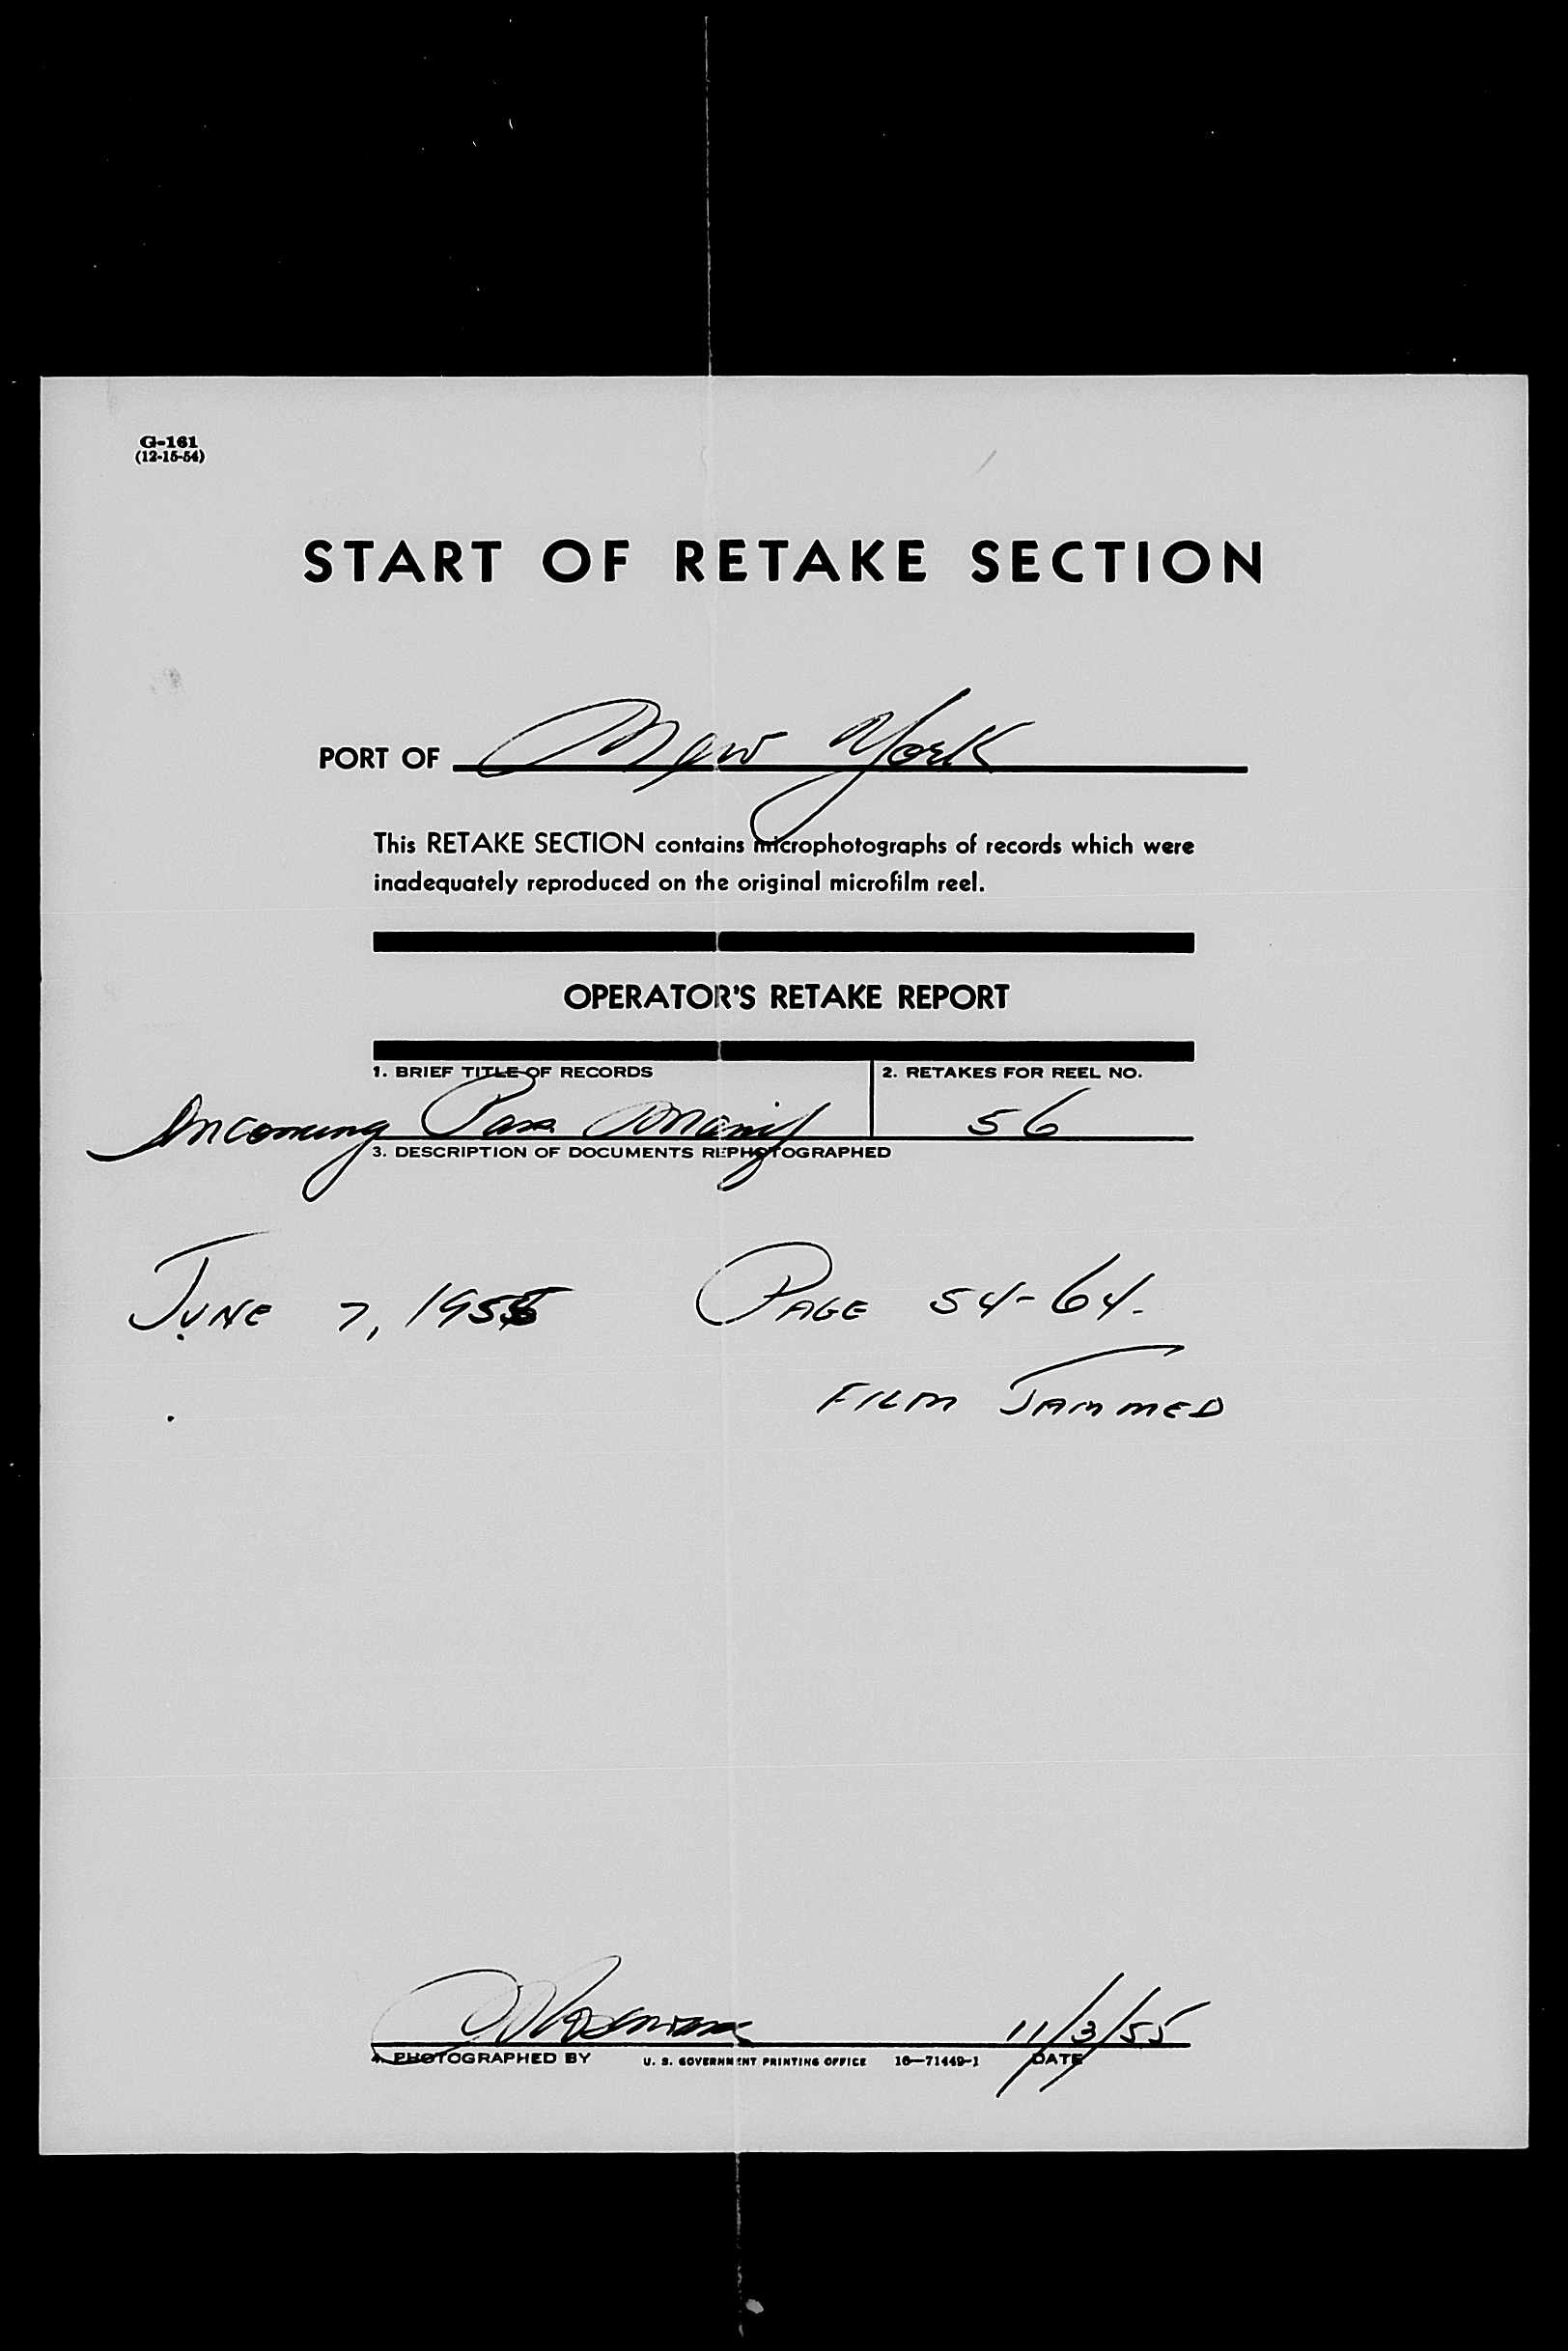 G-161
(12-15-54)
START OF RETAKE SECTION
PORT OF New York
This RETAKE SECTION contains microphotographs of records which were
inadequately reproduced on the original microfilm reel.
OPERATOR'S RETAKE REPORT
1. BRIEF TITLE OF RECORDS 2. RETAKES FOR REEL NO.
Incoming Pass Manif 56
3. DESCRIPTION OF DOCUMENTS REPHOTOGRAPHED
JUNE 7, 1955 PAGE 54-64.
FILM JAMMED
11/3/55
4. PHOTOGRAPHED BY U. S. GOVERNMENT PRINTING OFFICE 16—71449-1 DATE